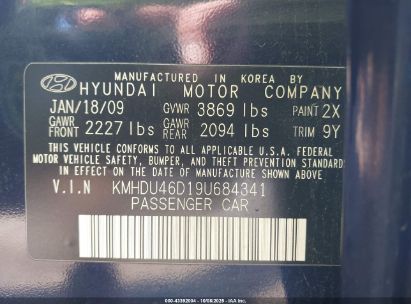 MANUFACTURED IN KOREA BY
HYUNDAI MOTOR COMPANY
JAN/18/09 GVWR 3869 lbs PAINT 2X
GAWR FRONT 2227 lbs GAWR REAR 2094 lbs TRIM 9Y
THIS VEHICLE CONFORMS TO ALL APPLICABLE U.S.A. FEDERAL
MOTOR VEHICLE SAFETY, BUMPER, AND THEFT PREVENTION STANDARDS
IN EFFECT ON THE DATE OF MANUFACTURE SHOWN ABOVE.
V.I.N KMHDU46D19U684341
PASSENGER CAR